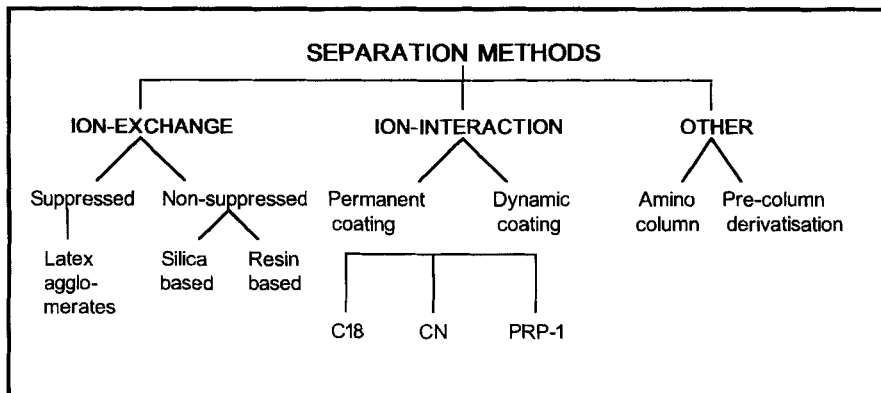 SEPARATION METHODS
ION-EXCHANGE
ION-INTERACTION
OTHER
Suppressed
Non-suppressed
Permanent
coating
Dynamic
coating
Amino
column
Pre-column
derivatisation
Latex
agglo-
merates
Silica
based
Resin
based
C18
CN
PRP-1